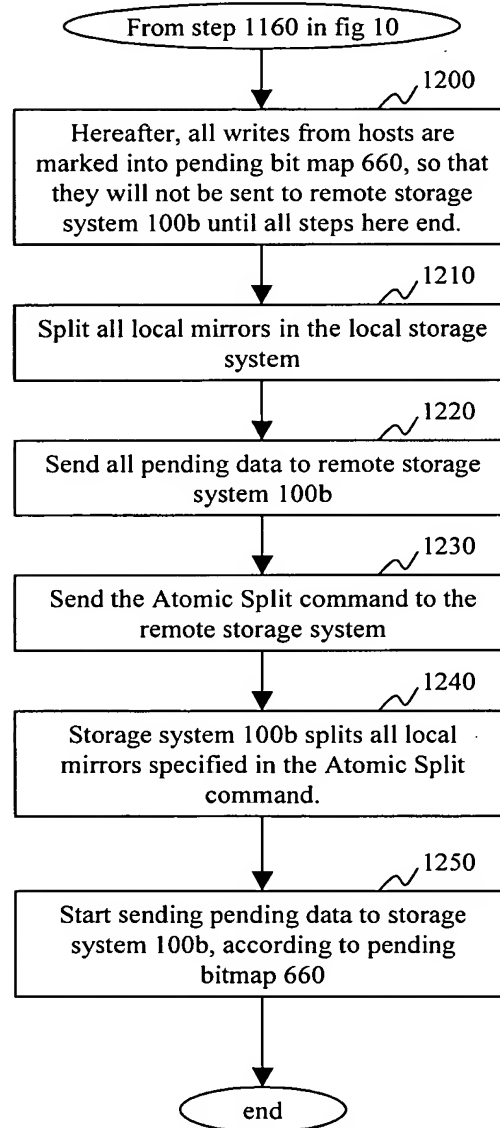 From step 1160 in fig 10
1200
Hereafter, all writes from hosts are
marked into pending bit map 660, so that
they will not be sent to remote storage
system 100b until all steps here end.
1210
Split all local mirrors in the local storage
system
1220
Send all pending data to remote storage
system 100b
1230
Send the Atomic Split command to the
remote storage system
1240
Storage system 100b splits all local
mirrors specified in the Atomic Split
command.
1250
Start sending pending data to storage
system 100b, according to pending
bitmap 660
end